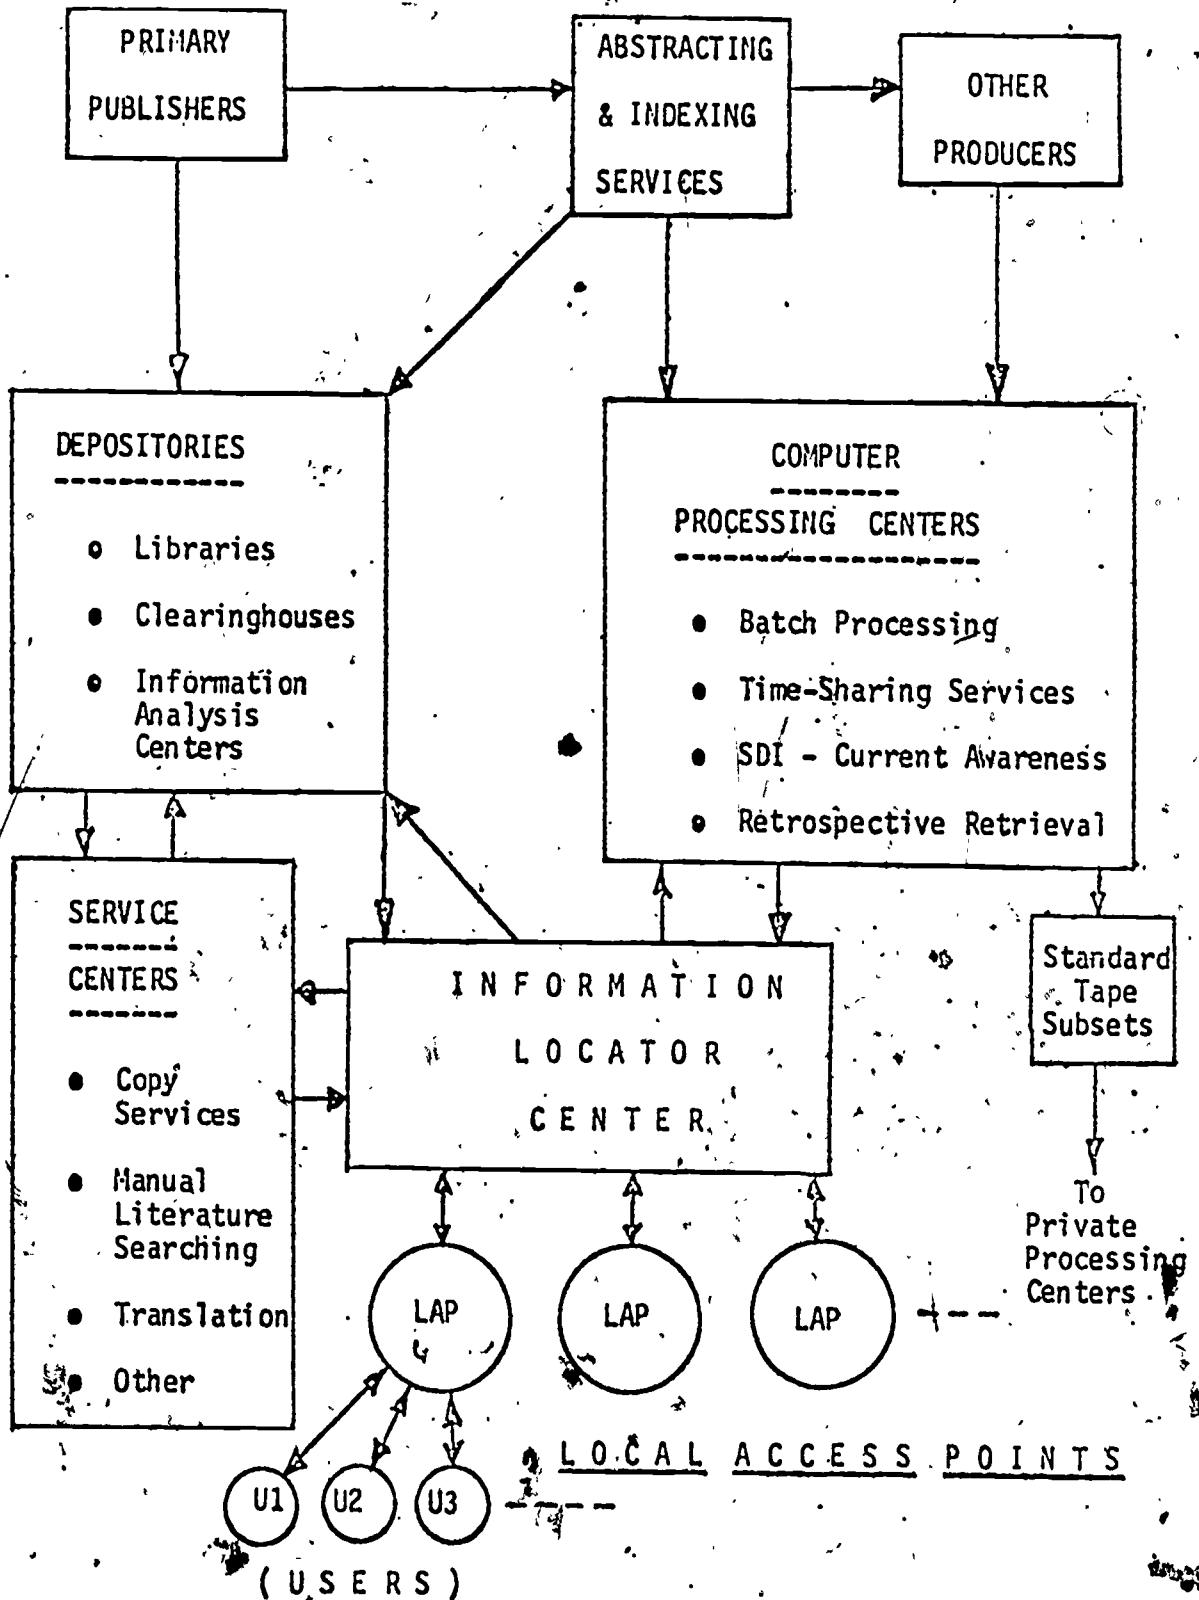 PRIMARY
PUBLISHERS
ABSTRACTING
& INDEXING
SERVICES
OTHER
PRODUCERS
DEPOSITORIES
Libraries
Clearinghouses
Information
Analysis
Centers
COMPUTER
PROCESSING CENTERS
Batch Processing
Time-Sharing Services
SDI - Current Awareness
Retrospective Retrieval
SERVICE
CENTERS
Copy
Services
Manual
Literature
Searching
Translation
Other
INFORMATION
LOCATOR
CENTER
Standard
Tape
Subsets
To
Private
Processing
Centers
LAP
LAP
LAP
LOCAL ACCESS POINTS
U1
U2
U3
(USERS)